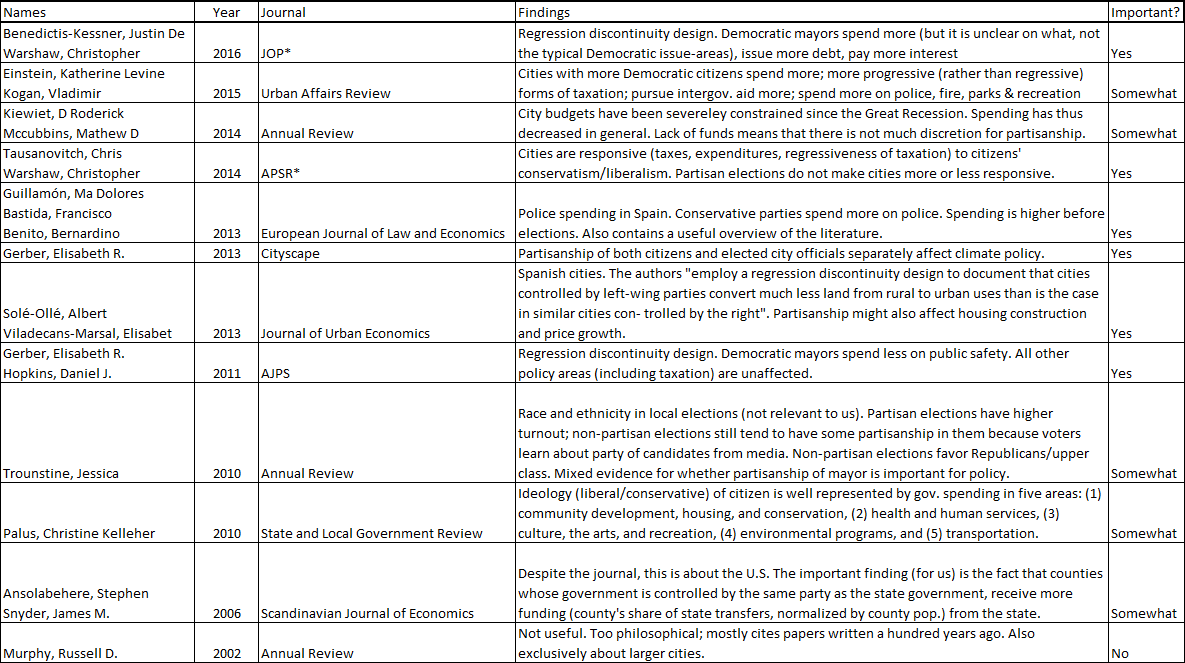 Names Year Journal Findings Important?
Benedictis-Kessner, Justin De
Warshaw, Christopher 2016 JOP* Regression discontinuity design. Democratic mayors spend more (but it is unclear on what, not
the typical Democratic issue-areas), issue more debt, pay more interest Yes
Einstein, Katherine Levine
Kogan, Vladimir 2015 Urban Affairs Review Cities with more Democratic citizens spend more; more progressive (rather than regressive)
forms of taxation; pursue intergov. aid more; spend more on police, fire, parks & recreation Somewhat
Kiewiet, D Roderick
Mccubbins, Mathew D 2014 Annual Review City budgets have been severeley constrained since the Great Recession. Spending has thus
decreased in general. Lack of funds means that there is not much discretion for partisanship. Somewhat
Tausanovitch, Chris
Warshaw, Christopher 2014 APSR* Cities are responsive (taxes, expenditures, regressiveness of taxation) to citizens'
conservatism/liberalism. Partisan elections do not make cities more or less responsive. Yes
Guillamón, Ma Dolores
Bastida, Francisco
Benito, Bernardino 2013 European Journal of Law and Economics Police spending in Spain. Conservative parties spend more on police. Spending is higher before
elections. Also contains a useful overview of the literature. Yes
Gerber, Elisabeth R. 2013 Cityscape Partisanship of both citizens and elected city officials separately affect climate policy. Yes
Solé-Ollé, Albert
Viladecans-Marsal, Elisabet 2013 Journal of Urban Economics Spanish cities. The authors "employ a regression discontinuity design to document that cities
controlled by left-wing parties convert much less land from rural to urban uses than is the case
in similar cities con- trolled by the right". Partisanship might also affect housing construction
and price growth. Yes
Gerber, Elisabeth R.
Hopkins, Daniel J. 2011 AJPS Regression discontinuity design. Democratic mayors spend less on public safety. All other
policy areas (including taxation) are unaffected. Yes
Trounstine, Jessica 2010 Annual Review Race and ethnicity in local elections (not relevant to us). Partisan elections have higher
turnout; non-partisan elections still tend to have some partisanship in them because voters
learn about party of candidates from media. Non-partisan elections favor Republicans/upper
class. Mixed evidence for whether partisanship of mayor is important for policy. Somewhat
Palus, Christine Kelleher 2010 State and Local Government Review Ideology (liberal/conservative) of citizen is well represented by gov. spending in five areas: (1)
community development, housing, and conservation, (2) health and human services, (3)
culture, the arts, and recreation, (4) environmental programs, and (5) transportation. Somewhat
Ansolabehere, Stephen
Snyder, James M. 2006 Scandinavian Journal of Economics Despite the journal, this is about the U.S. The important finding (for us) is the fact that counties
whose government is controlled by the same party as the state government, receive more
funding (county's share of state transfers, normalized by county pop.) from the state. Somewhat
Murphy, Russell D. 2002 Annual Review Not useful. Too philosophical; mostly cites papers written a hundred years ago. Also
exclusively about larger cities. No